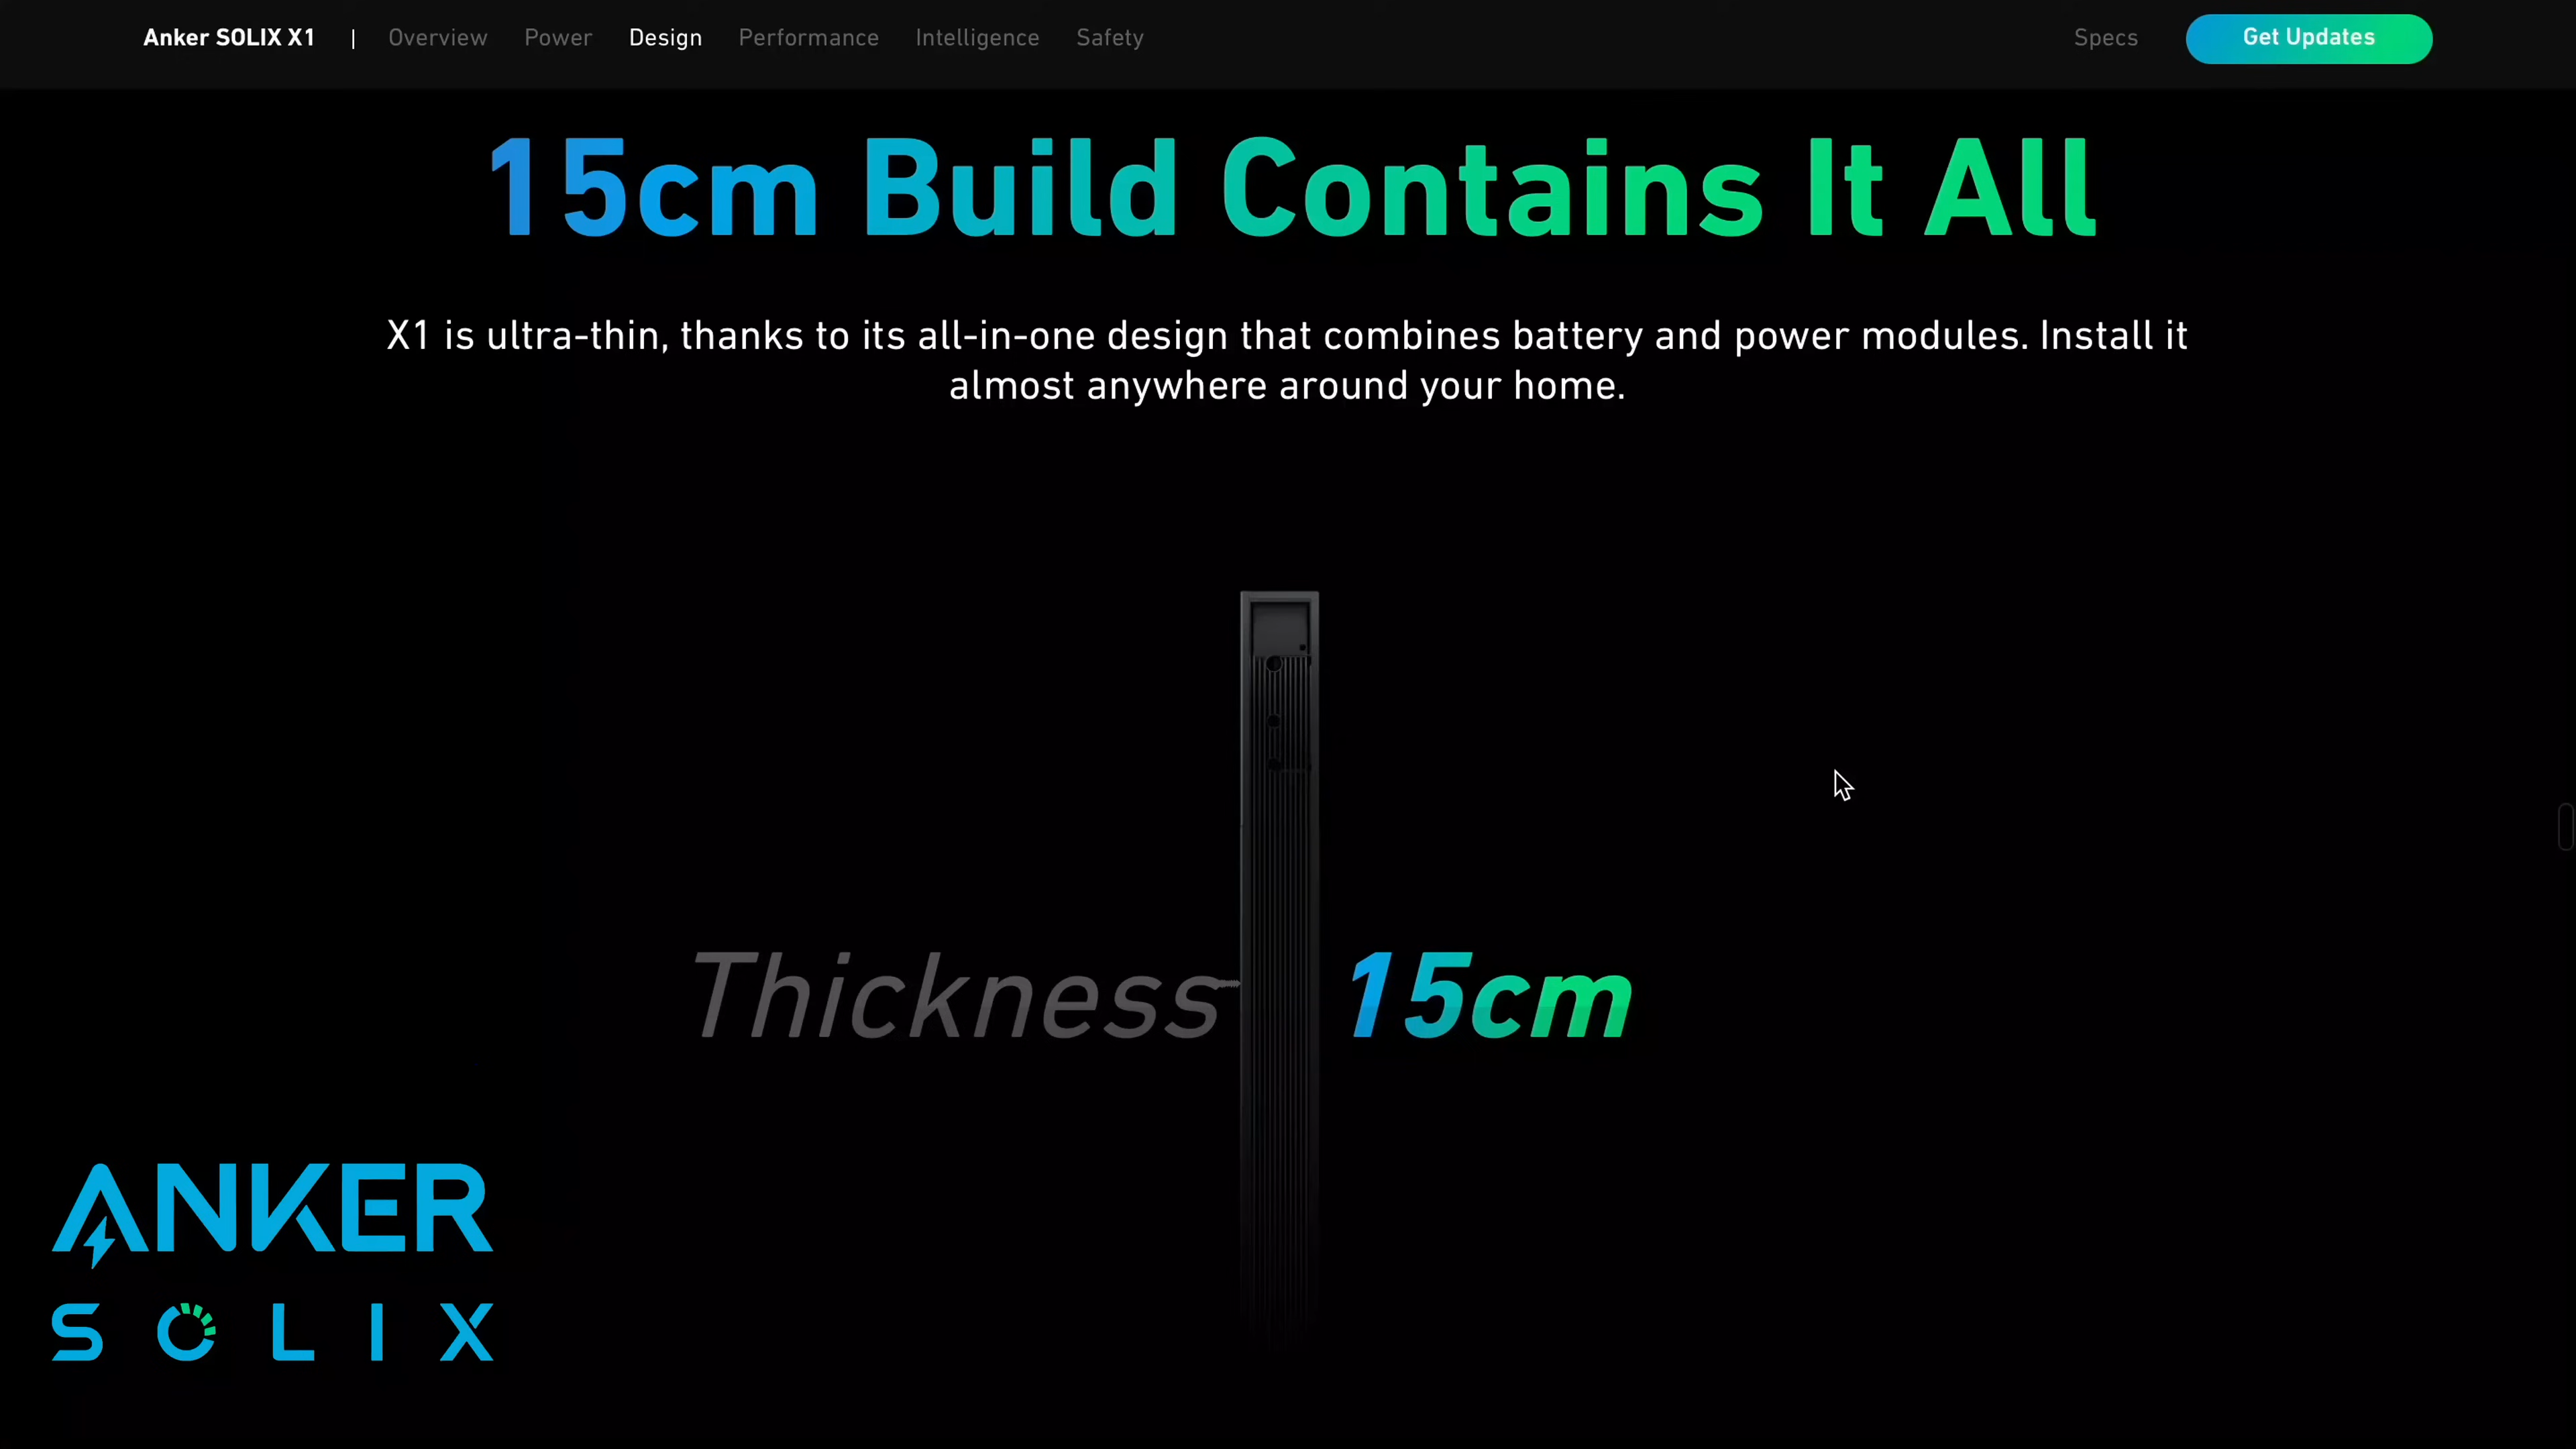 Anker SOLIX X1 | Overview Power Design Performance Intelligence Safety Specs Get Updates
15cm Build Contains It All
X1 is ultra-thin, thanks to its all-in-one design that combines battery and power modules. Install it
almost anywhere around your home.
Thickness 15cm
ANKER
SOLIX